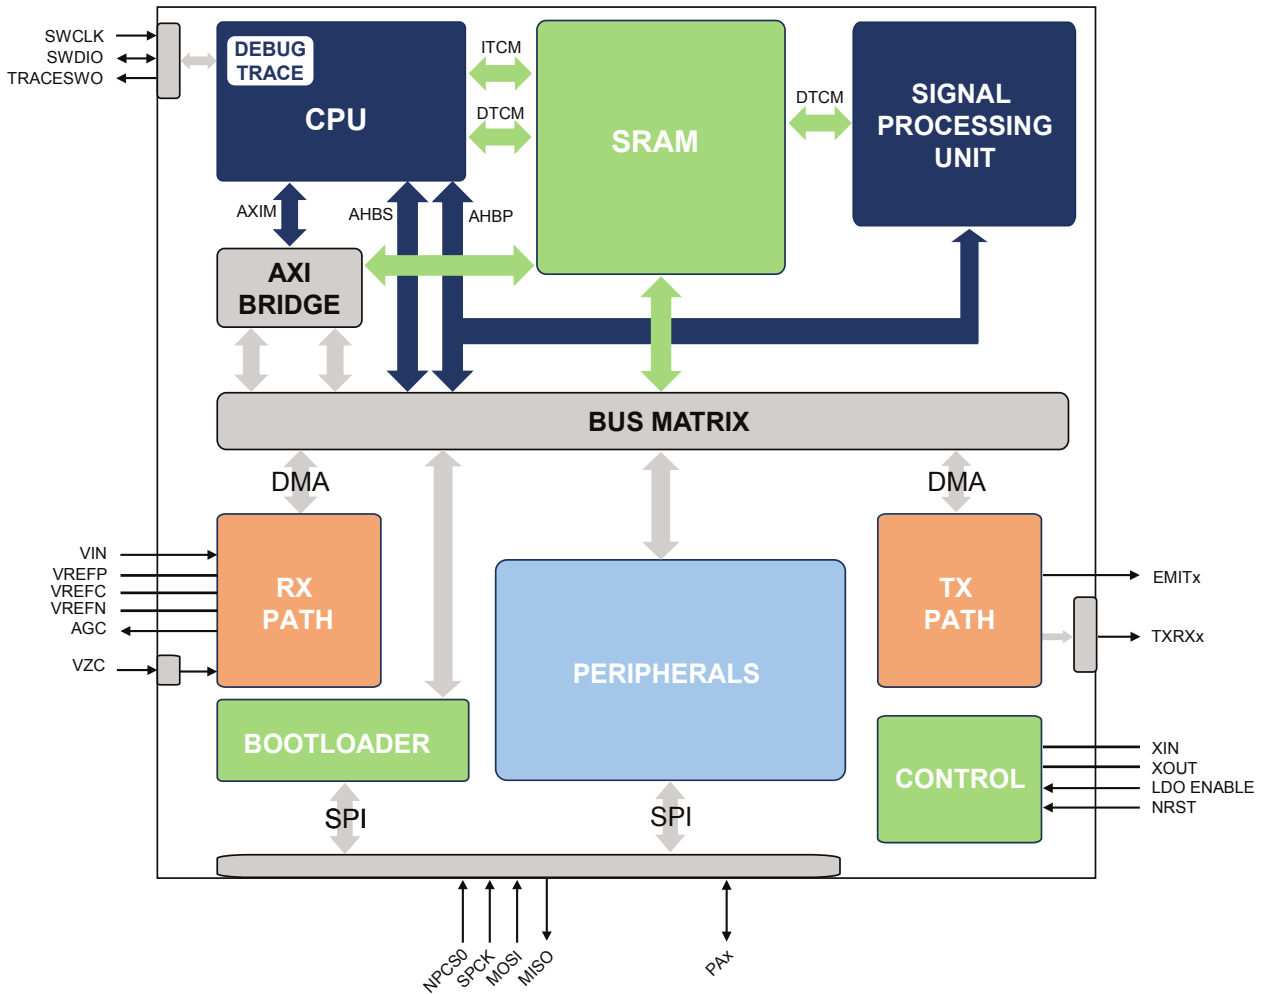 SWCLK
SWDIO
TRACESWO
DEBUG
TRACE
CPU
ITCM
DTCM
SRAM
DTCM
SIGNAL
PROCESSING
UNIT
AXIM
AHBS
AHBP
AXI
BRIDGE
BUS MATRIX
DMA
DMA
VIN
VREFP
VREFC
VREFN
AGC
VZC
RX
PATH
PERIPHERALS
TX
PATH
EMITx
TXRXx
BOOTLOADER
CONTROL
XIN
XOUT
LDO ENABLE
NRST
SPI
SPI
NPCS0
SPCK
MOSI
MISO
PAx